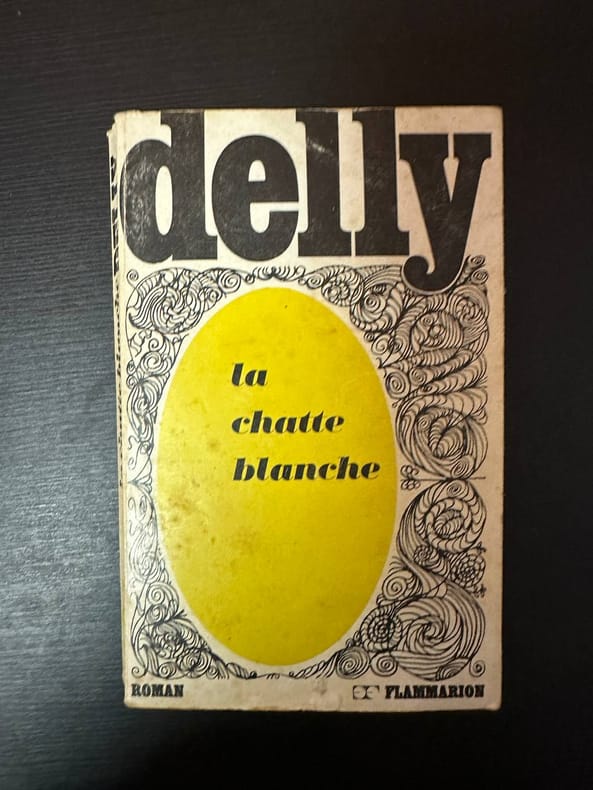 delly
la
chatte
blanche
ROMAN
FLAMMARION